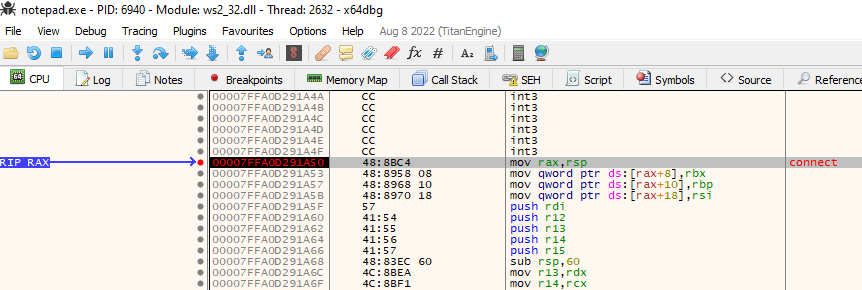 notepad.exe - PID: 6940 - Module: ws2_32.dll - Thread: 2632 - x64dbg
File View Debug Tracing Plugins Favourites Options Help Aug 8 2022 (TitanEngine)
fx # A₂
CPU Log Notes Breakpoints Memory Map Call Stack SEH Script Symbols Source Reference
00007FFA0D291A4A CC int3
00007FFA0D291A4B CC int3
00007FFA0D291A4C CC int3
00007FFA0D291A4D CC int3
00007FFA0D291A4E CC int3
00007FFA0D291A4F CC int3
RIP RAX 00007FFA0D291A50 48:8BC4 mov rax,rsp connect
00007FFA0D291A53 48:8958 08 mov qword ptr ds:[rax+8],rbx
00007FFA0D291A57 48:8968 10 mov qword ptr ds:[rax+10],rbp
00007FFA0D291A5B 48:8970 18 mov qword ptr ds:[rax+18],rsi
00007FFA0D291A5F 57 push rdi
00007FFA0D291A60 41:54 push r12
00007FFA0D291A62 41:55 push r13
00007FFA0D291A64 41:56 push r14
00007FFA0D291A66 41:57 push r15
00007FFA0D291A68 48:83EC 60 sub rsp,60
00007FFA0D291A6C 4C:8BEA mov r13,rdx
00007FFA0D291A6F 4C:8BF1 mov r14,rcx